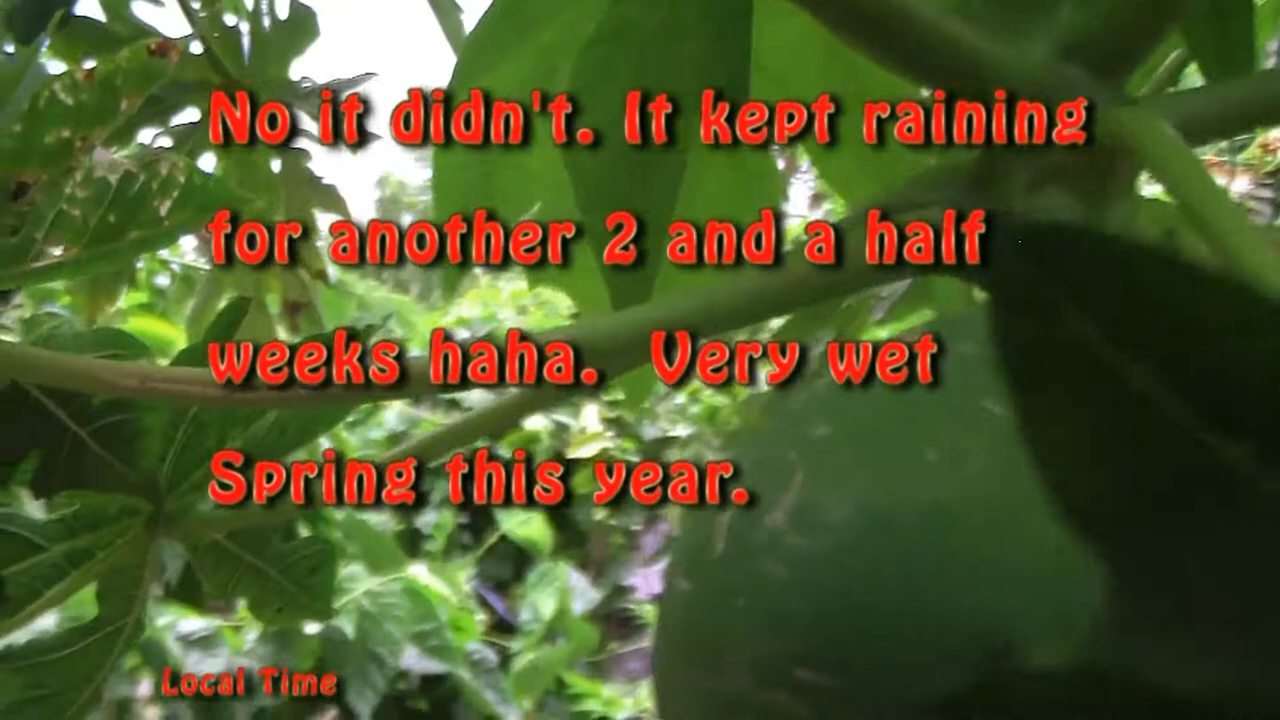 No it didn't. It kept raining
for another 2 and a half
weeks haha. Very wet
Spring this year.
Local Time